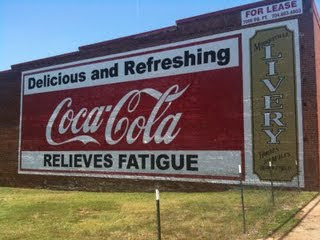 FOR LEASE
Delicious and Refreshing
Coca-Cola
RELIEVES FATIGUE
LIVERY